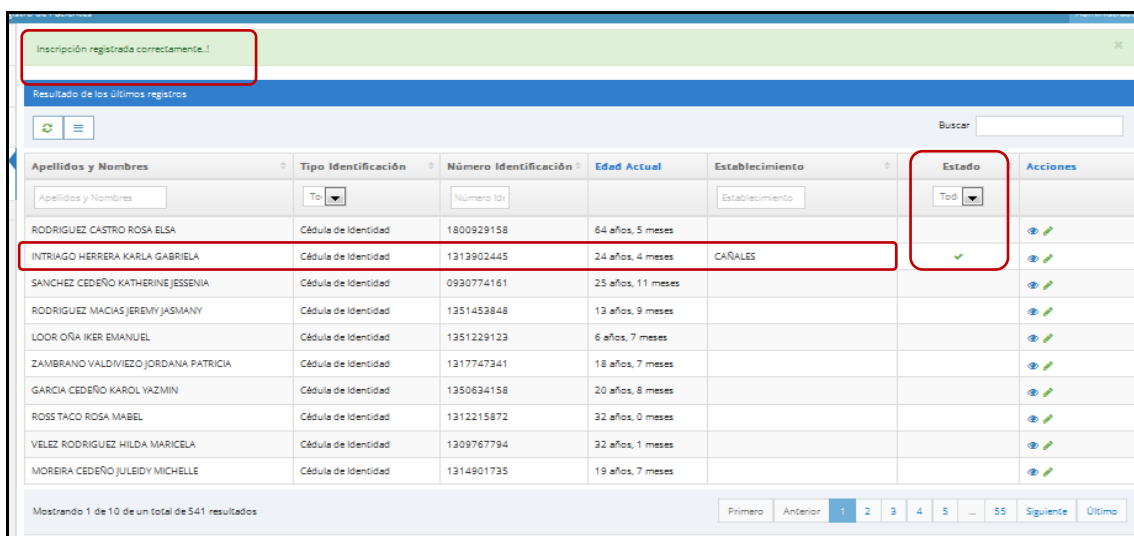 Inscripción registrada correctamente..!
×
Resultado de los últimos registros
Buscar
Apellidos y Nombres Tipo Identificación Número Identificación Edad Actual Establecimiento Estado Acciones
Apellidos y Nombres To Número Ide Establecimiento Tod
RODRIGUEZ CASTRO ROSA ELSA Cédula de Identidad 1800929158 64 años, 5 meses
INTRIAGO HERRERA KARLA GABRIELA Cédula de Identidad 1313902445 24 años, 4 meses CAÑALES
SANCHEZ CEDEÑO KATHERINE JESSENIA Cédula de Identidad 0930774161 25 años, 11 meses
RODRIGUEZ MACIAS JEREMY JASMANY Cédula de Identidad 1351453848 13 años, 9 meses
LOOR OÑA IKER EMANUEL Cédula de Identidad 1351229123 6 años, 7 meses
ZAMBRANO VALDIVIEZO JORDANA PATRICIA Cédula de Identidad 1317747341 18 años, 7 meses
GARCIA CEDEÑO KAROL YAZMIN Cédula de Identidad 1350634158 20 años, 8 meses
ROSS TACO ROSA MABEL Cédula de Identidad 1312215872 32 años, 0 meses
VELEZ RODRIGUEZ HILDA MARICELA Cédula de Identidad 1309767794 32 años, 1 meses
MOREIRA CEDEÑO JULEIDY MICHELLE Cédula de Identidad 1314901735 19 años, 7 meses
Mostrando 1 de 10 de un total de 541 resultados Primero Anterior 1 2 3 4 5 ... 55 Siguiente Último